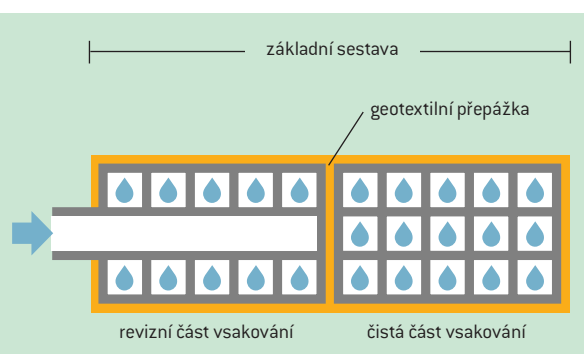 základní sestava
geotextilní přepážka
revizní část vsakování
čistá část vsakování